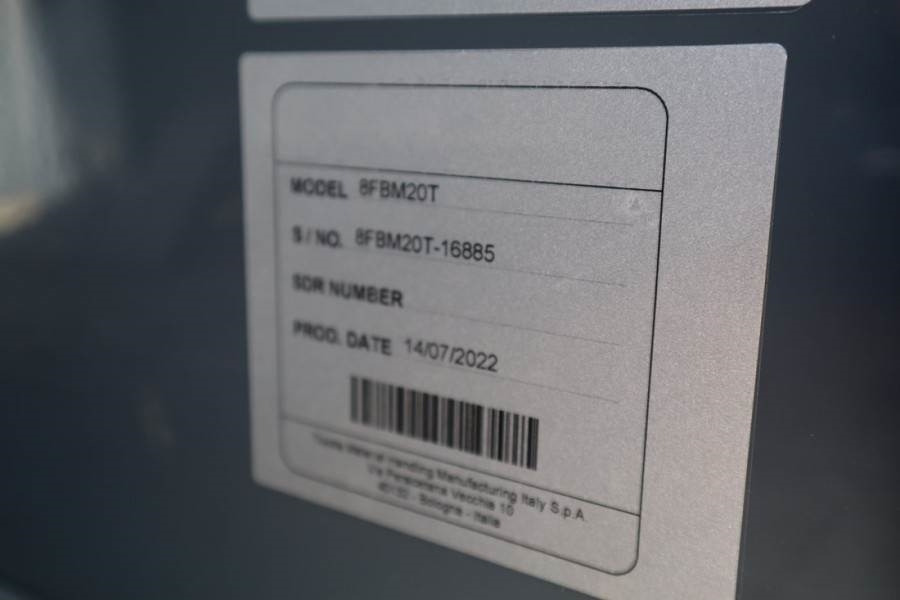 MODEL 8FBM20T
S / NO. 8FBM20T-16885
SDR NUMBER
PROD. DATE 14/07/2022
Toyota Material Handling Manufacturing Italy S.p.A.
Via Persicetana Vecchia 10
40132 - Bologna - Italia